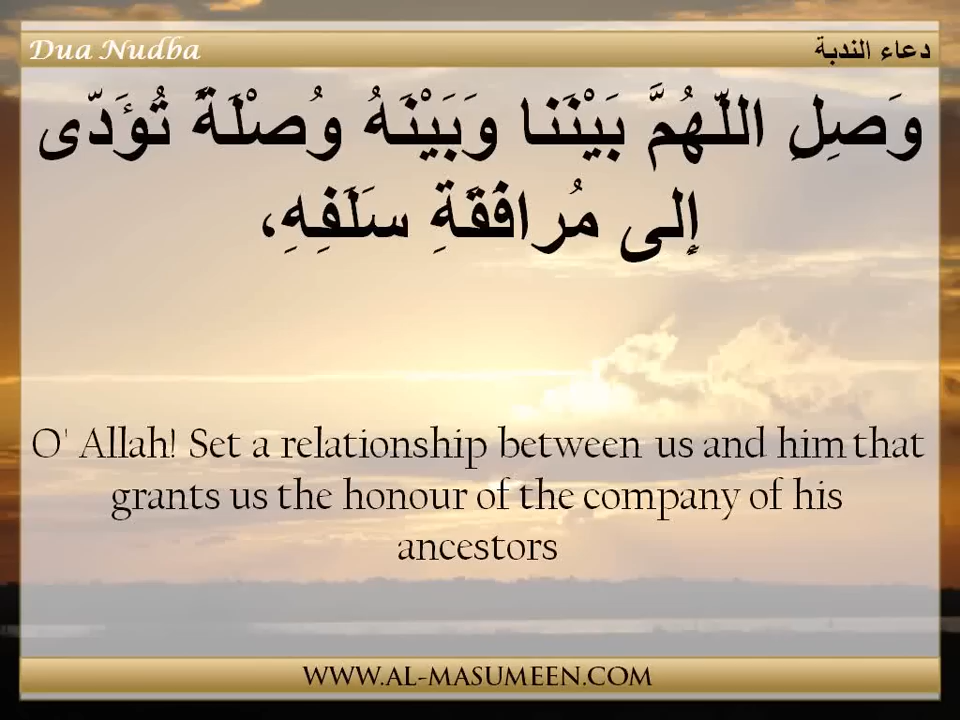 Dua Nudba
دعاء الندبة
وَصِلِ اللّهُمَّ بَيْنَنا وَبَيْنَهُ وُصْلَةً تُؤَدّى
إِلى مُرافَقَةِ سَلَفِهِ،
O' Allah! Set a relationship between us and him that
grants us the honour of the company of his
ancestors
WWW.AL-MASUMEEN.COM